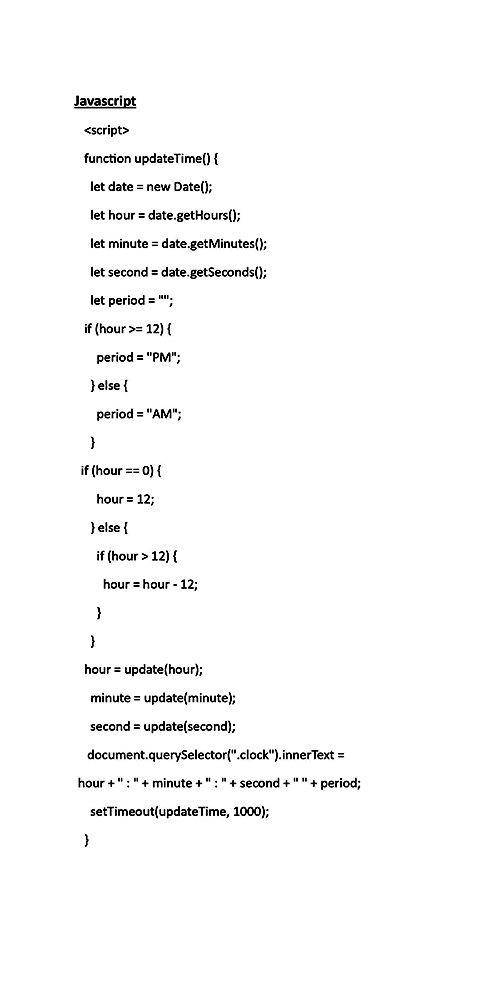 Javascript
<script>
function updateTime() {
let date = new Date();
let hour = date.getHours();
let minute = date.getMinutes();
let second = date.getSeconds();
let period = "";
if (hour >= 12) {
period = "PM";
} else {
period = "AM";
}
if (hour == 0) {
hour = 12;
} else {
if (hour > 12) {
hour = hour - 12;
}
}
hour = update(hour);
minute = update(minute);
second = update(second);
document.querySelector(".clock").innerText =
hour + " : " + minute + " : " + second + " " + period;
setTimeout(updateTime, 1000);
}